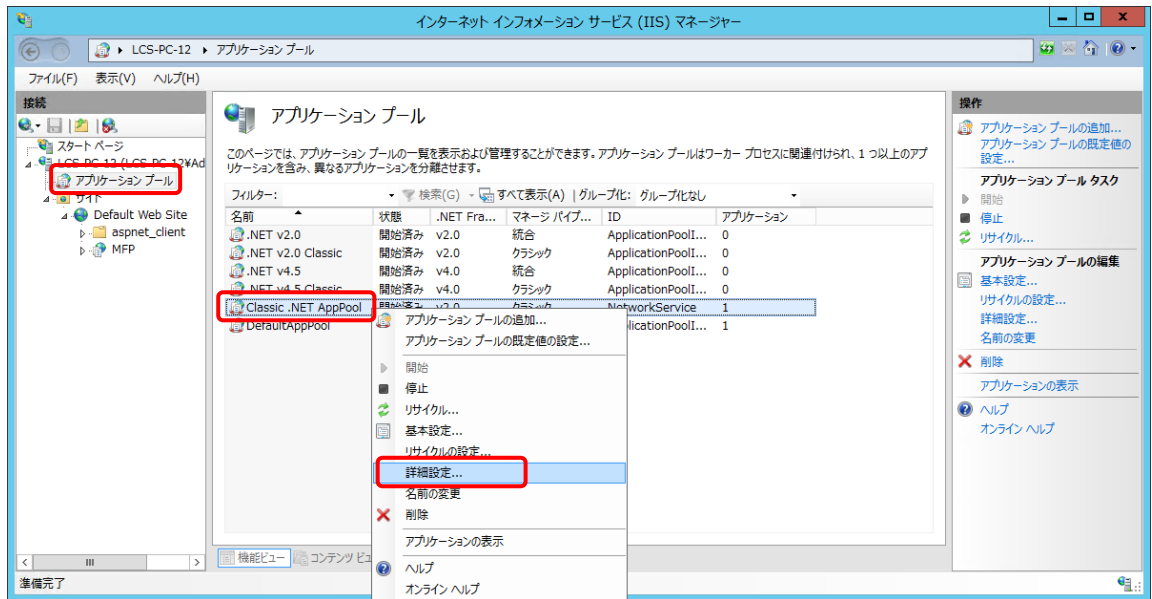 インターネット インフォメーション サービス (IIS) マネージャー
LCS-PC-12 アプリケーション プール
ファイル(F) 表示(V) ヘルプ(H)
接続
スタート ページ
LCS-PC-12 (LCS-PC-12¥Ad
アプリケーション プール
サイト
Default Web Site
aspnet_client
MFP
アプリケーション プール
このページでは、アプリケーション プールの一覧を表示および管理することができます。アプリケーション プールはワーカー プロセスに関連付けられ、1 つ以上のアプ
リケーションを含み、異なるアプリケーションを分離させます。
フィルター: 検索(G) すべて表示(A) グループ化: グループ化なし
名前 状態 .NET Fra... マネージ パイプ... ID アプリケーション
.NET v2.0 開始済み v2.0 統合 ApplicationPoolI... 0
.NET v2.0 Classic 開始済み v2.0 クラシック ApplicationPoolI... 0
.NET v4.5 開始済み v4.0 統合 ApplicationPoolI... 0
.NET v4.5 Classic 開始済み v4.0 クラシック ApplicationPoolI... 0
Classic .NET AppPool 開始済み v2.0 クラシック NetworkService 1
DefaultAppPool licationPoolI... 1
アプリケーション プールの追加...
アプリケーション プールの既定値の設定...
開始
停止
リサイクル...
基本設定...
リサイクルの設定...
詳細設定...
名前の変更
削除
アプリケーションの表示
ヘルプ
オンライン ヘルプ
機能ビュー コンテンツ ビュ
準備完了
操作
アプリケーション プールの追加...
アプリケーション プールの既定値の
設定...
アプリケーション プール タスク
開始
停止
リサイクル...
アプリケーション プールの編集
基本設定...
リサイクルの設定...
詳細設定...
名前の変更
削除
アプリケーションの表示
ヘルプ
オンライン ヘルプ